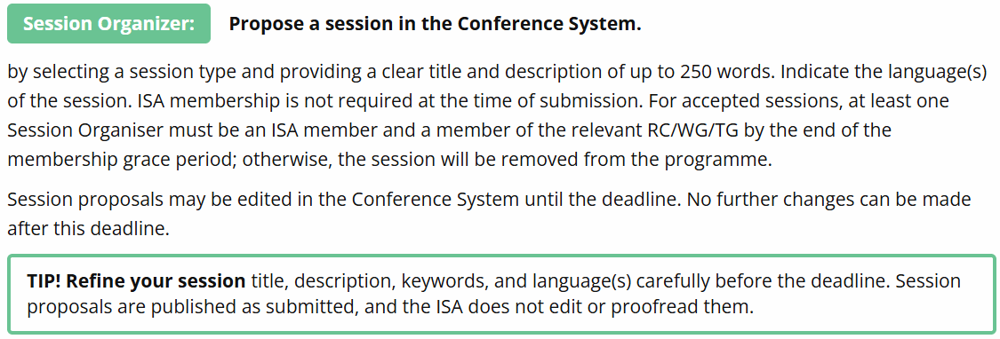 Session Organizer: Propose a session in the Conference System.
by selecting a session type and providing a clear title and description of up to 250 words. Indicate the language(s)
of the session. ISA membership is not required at the time of submission. For accepted sessions, at least one
Session Organiser must be an ISA member and a member of the relevant RC/WG/TG by the end of the
membership grace period; otherwise, the session will be removed from the programme.
Session proposals may be edited in the Conference System until the deadline. No further changes can be made
after this deadline.
TIP! Refine your session title, description, keywords, and language(s) carefully before the deadline. Session
proposals are published as submitted, and the ISA does not edit or proofread them.